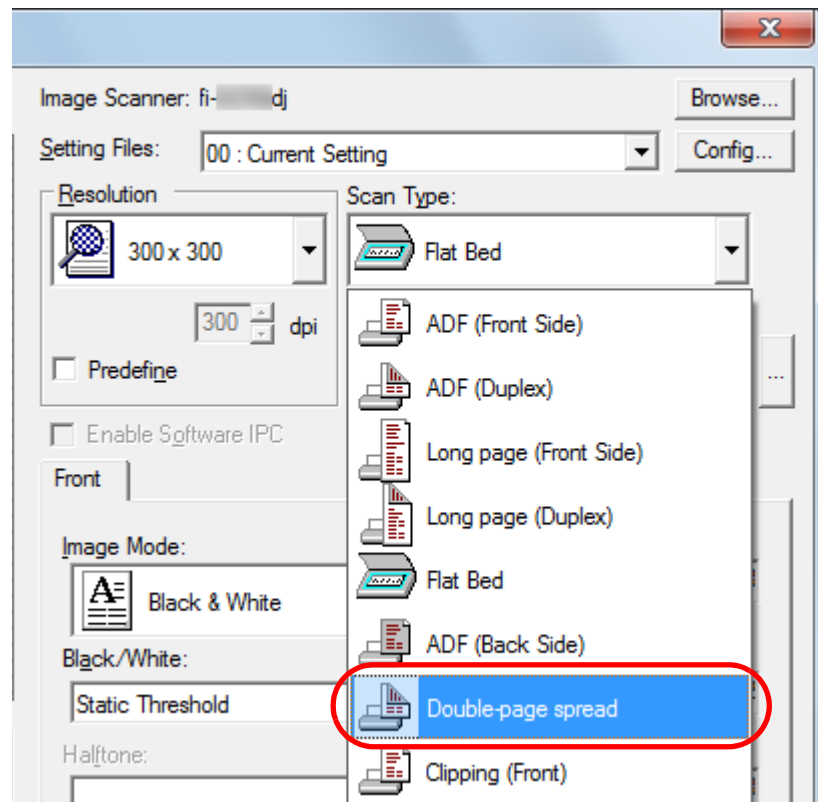 Image Scanner: fi- dj
Browse...
Setting Files:
00 : Current Setting
Config...
Resolution
Scan Type:
300 x 300
Flat Bed
300
dpi
ADF (Front Side)
Predefine
...
ADF (Duplex)
Enable Software IPC
Long page (Front Side)
Front
Long page (Duplex)
Image Mode:
Flat Bed
Black & White
ADF (Back Side)
Black/White:
Static Threshold
Double-page spread
Halftone:
Clipping (Front)